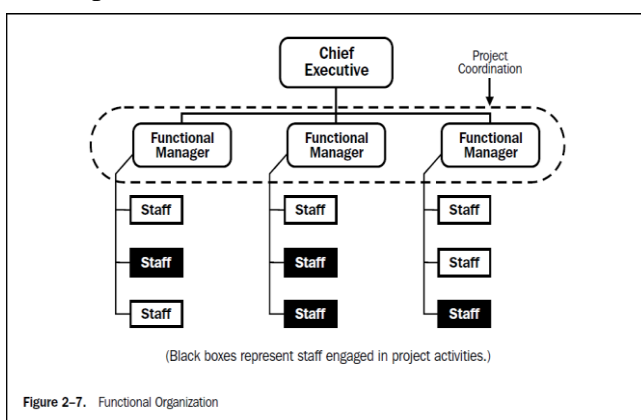 Chief
Executive
Project
Coordination
Functional
Manager
Functional
Manager
Functional
Manager
Staff
Staff
Staff
Staff
Staff
Staff
Staff
Staff
Staff
(Black boxes represent staff engaged in project activities.)
Figure 2–7. Functional Organization